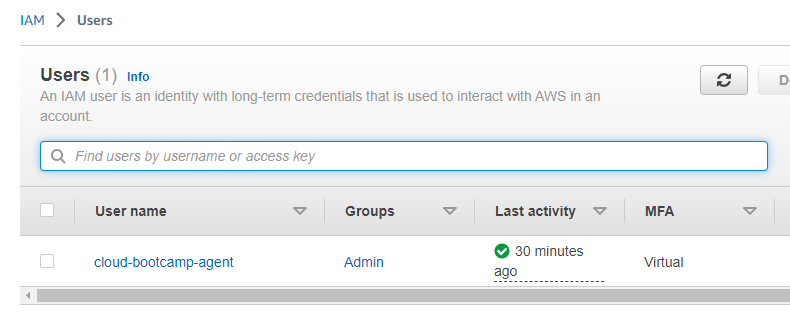 IAM > Users
Users (1) Info
An IAM user is an identity with long-term credentials that is used to interact with AWS in an
account.
Find users by username or access key
User name Groups Last activity MFA
cloud-bootcamp-agent Admin 30 minutes ago Virtual